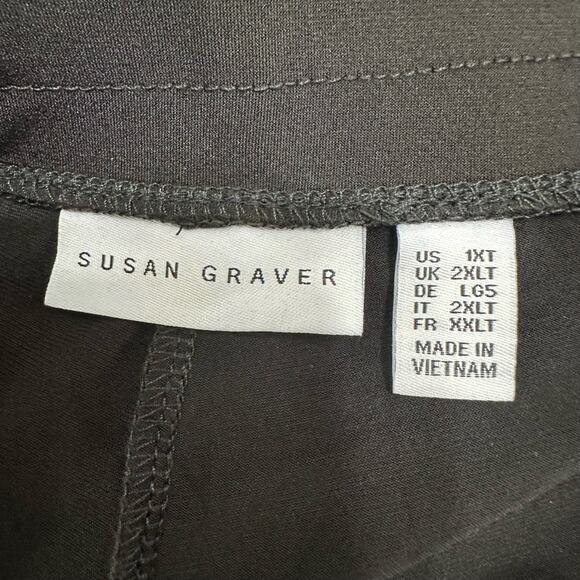 SUSAN GRAVER
US 1XT
UK 2XLT
DE LG5
IT 2XLT
FR XXLT
MADE IN
VIETNAM